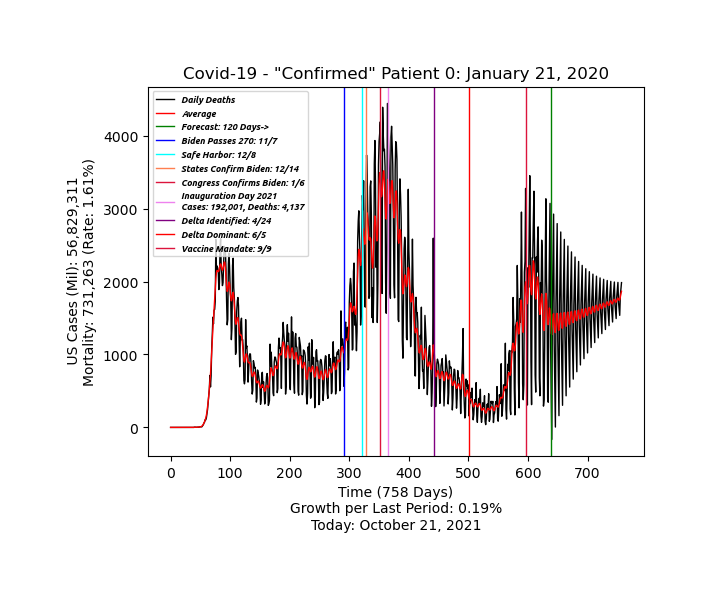 Covid-19 - "Confirmed" Patient 0: January 21, 2020
Daily Deaths
Average
Forecast: 120 Days->
Biden Passes 270: 11/7
Safe Harbor: 12/8
States Confirm Biden: 12/14
Congress Confirms Biden: 1/6
Inauguration Day 2021
Cases: 192,001, Deaths: 4,137
Delta Identified: 4/24
Delta Dominant: 6/5
Vaccine Mandate: 9/9
US Cases (Mil): 56,829,311
Mortality: 731,263 (Rate: 1.61%)
4000
3000
2000
1000
0
0 100 200 300 400 500 600 700
Time (758 Days)
Growth per Last Period: 0.19%
Today: October 21, 2021